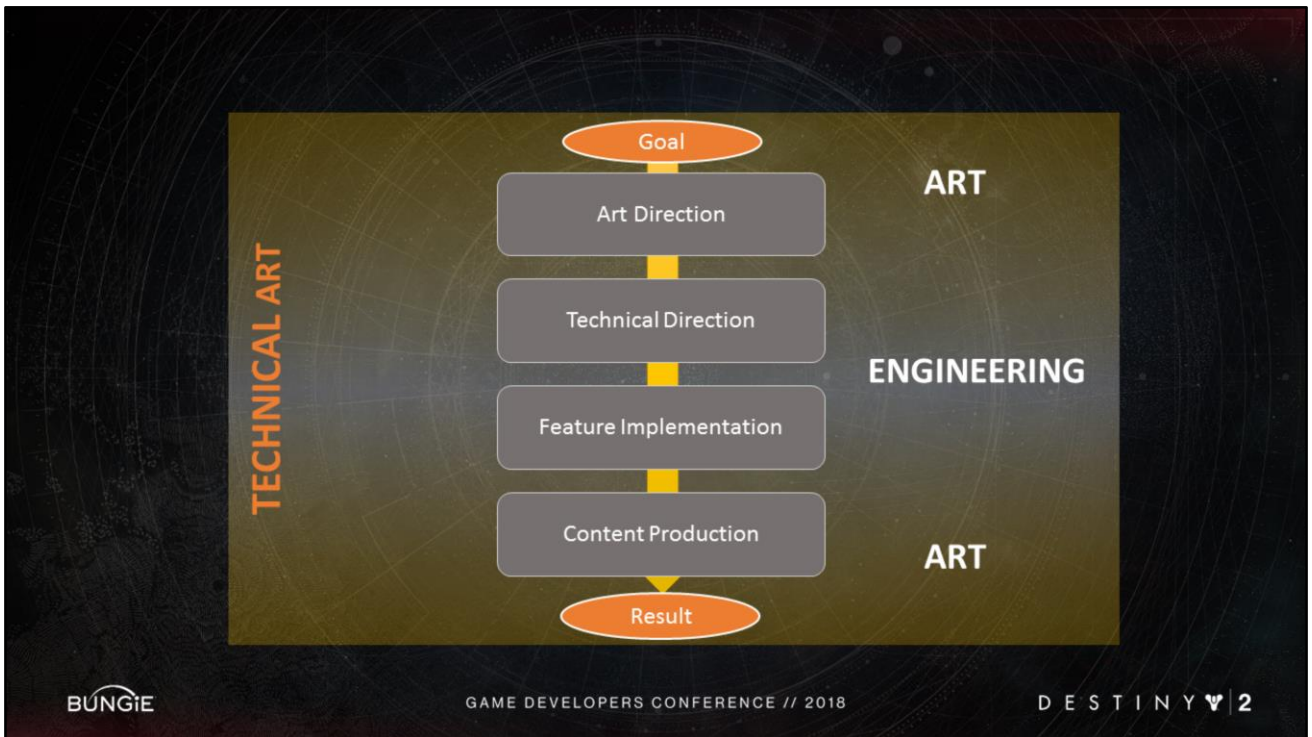 Goal
ART
Art Direction
TECHNICAL ART
Technical Direction
ENGINEERING
Feature Implementation
Content Production
ART
Result
BUNGiE
GAME DEVELOPERS CONFERENCE // 2018
DESTINY 2